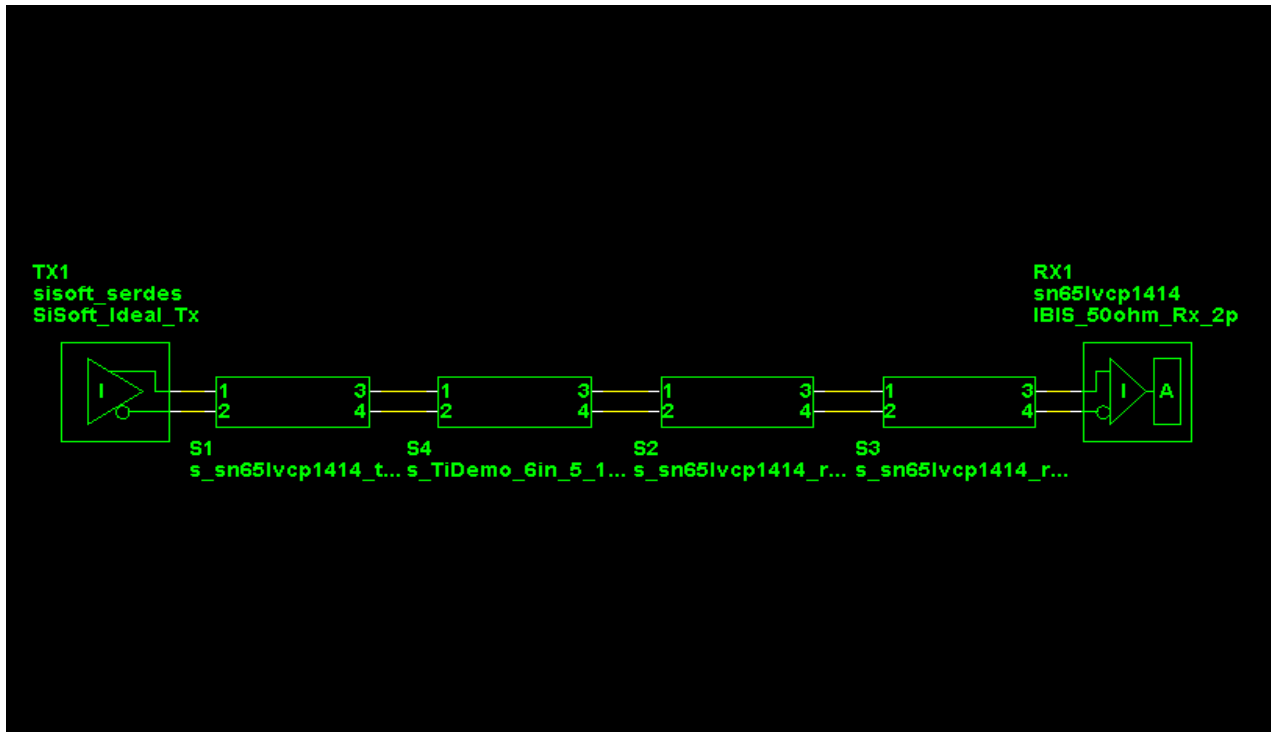 TX1
sisoft_serdes
SiSoft_Ideal_Tx
RX1
sn65lvcp1414
IBIS_50ohm_Rx_2p
I
1 3 1 3 1 3 1 3
2 4 2 4 2 4 2 4
I A
S1 S4 S2 S3
s_sn65lvcp1414_t... s_TiDemo_6in_5_1... s_sn65lvcp1414_r... s_sn65lvcp1414_r...